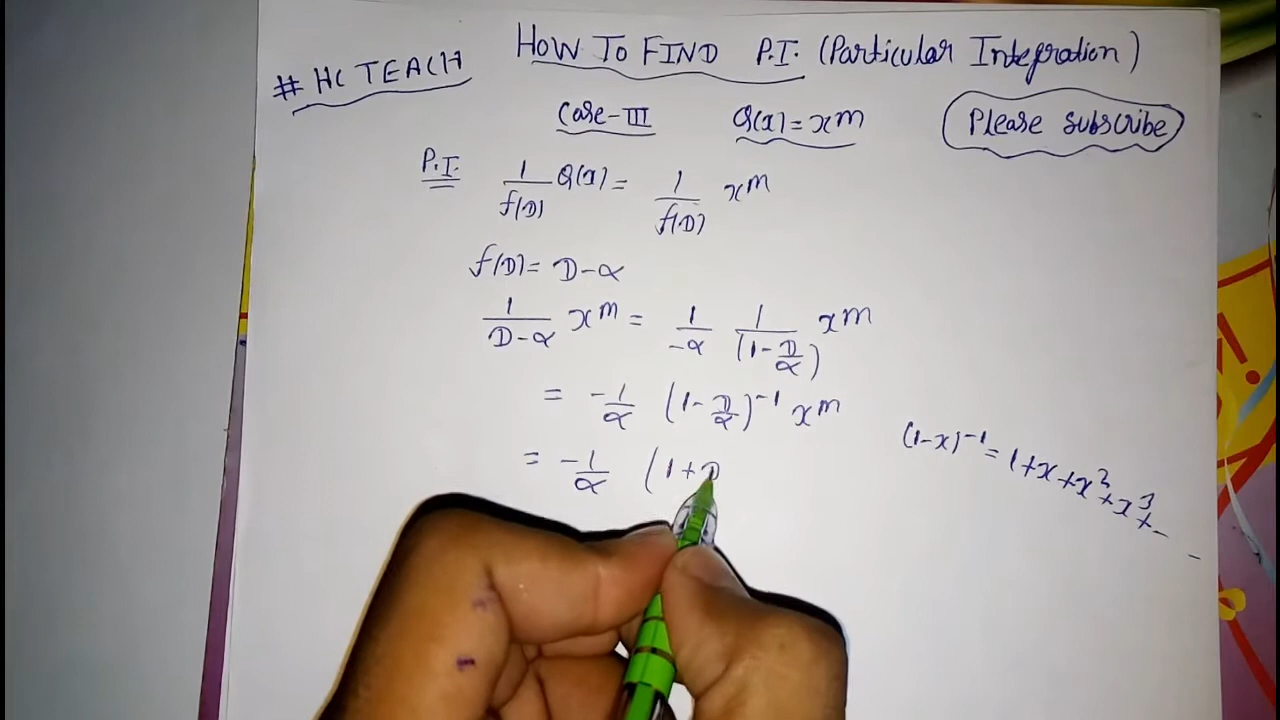 # HC TEACH
HOW TO FIND P.I. (Particular Integration)
Case-III Q(x) = x^m
Please subscribe
P.I. 1/f(D) Q(x) = 1/f(D) x^m
f(D) = D-α
1/(D-α) x^m = 1/-α 1/(1-D/α) x^m
= -1/α (1-D/α)^-1 x^m
(1-x)^-1 = 1+x+x^2+x^3+- -
= -1/α (1+D